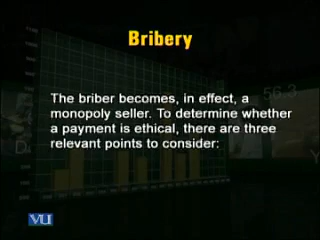 Bribery
The briber becomes, in effect, a
monopoly seller. To determine whether
a payment is ethical, there are three
relevant points to consider:
VU